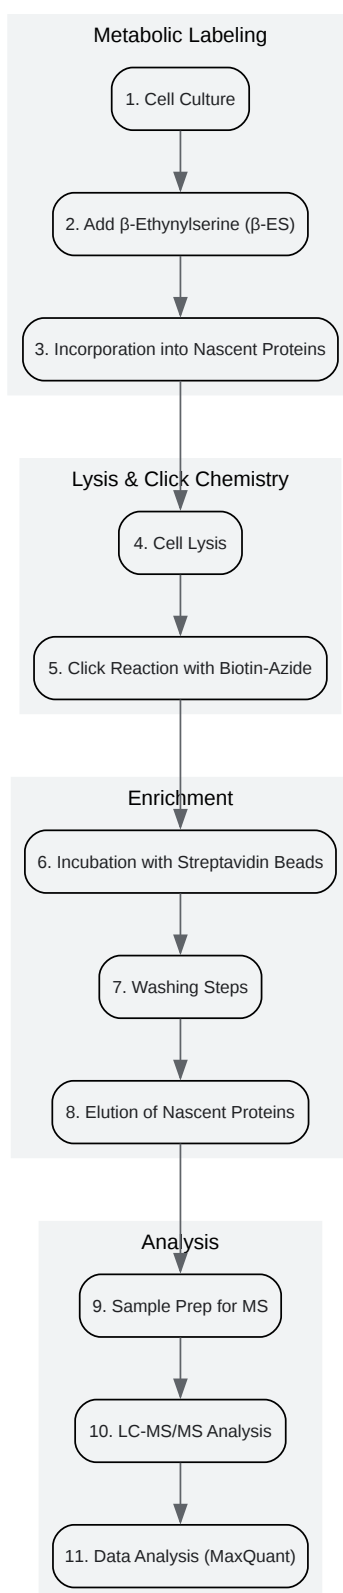 Metabolic Labeling
1. Cell Culture
2. Add β-Ethynylserine (β-ES)
3. Incorporation into Nascent Proteins
Lysis & Click Chemistry
4. Cell Lysis
5. Click Reaction with Biotin-Azide
Enrichment
6. Incubation with Streptavidin Beads
7. Washing Steps
8. Elution of Nascent Proteins
Analysis
9. Sample Prep for MS
10. LC-MS/MS Analysis
11. Data Analysis (MaxQuant)